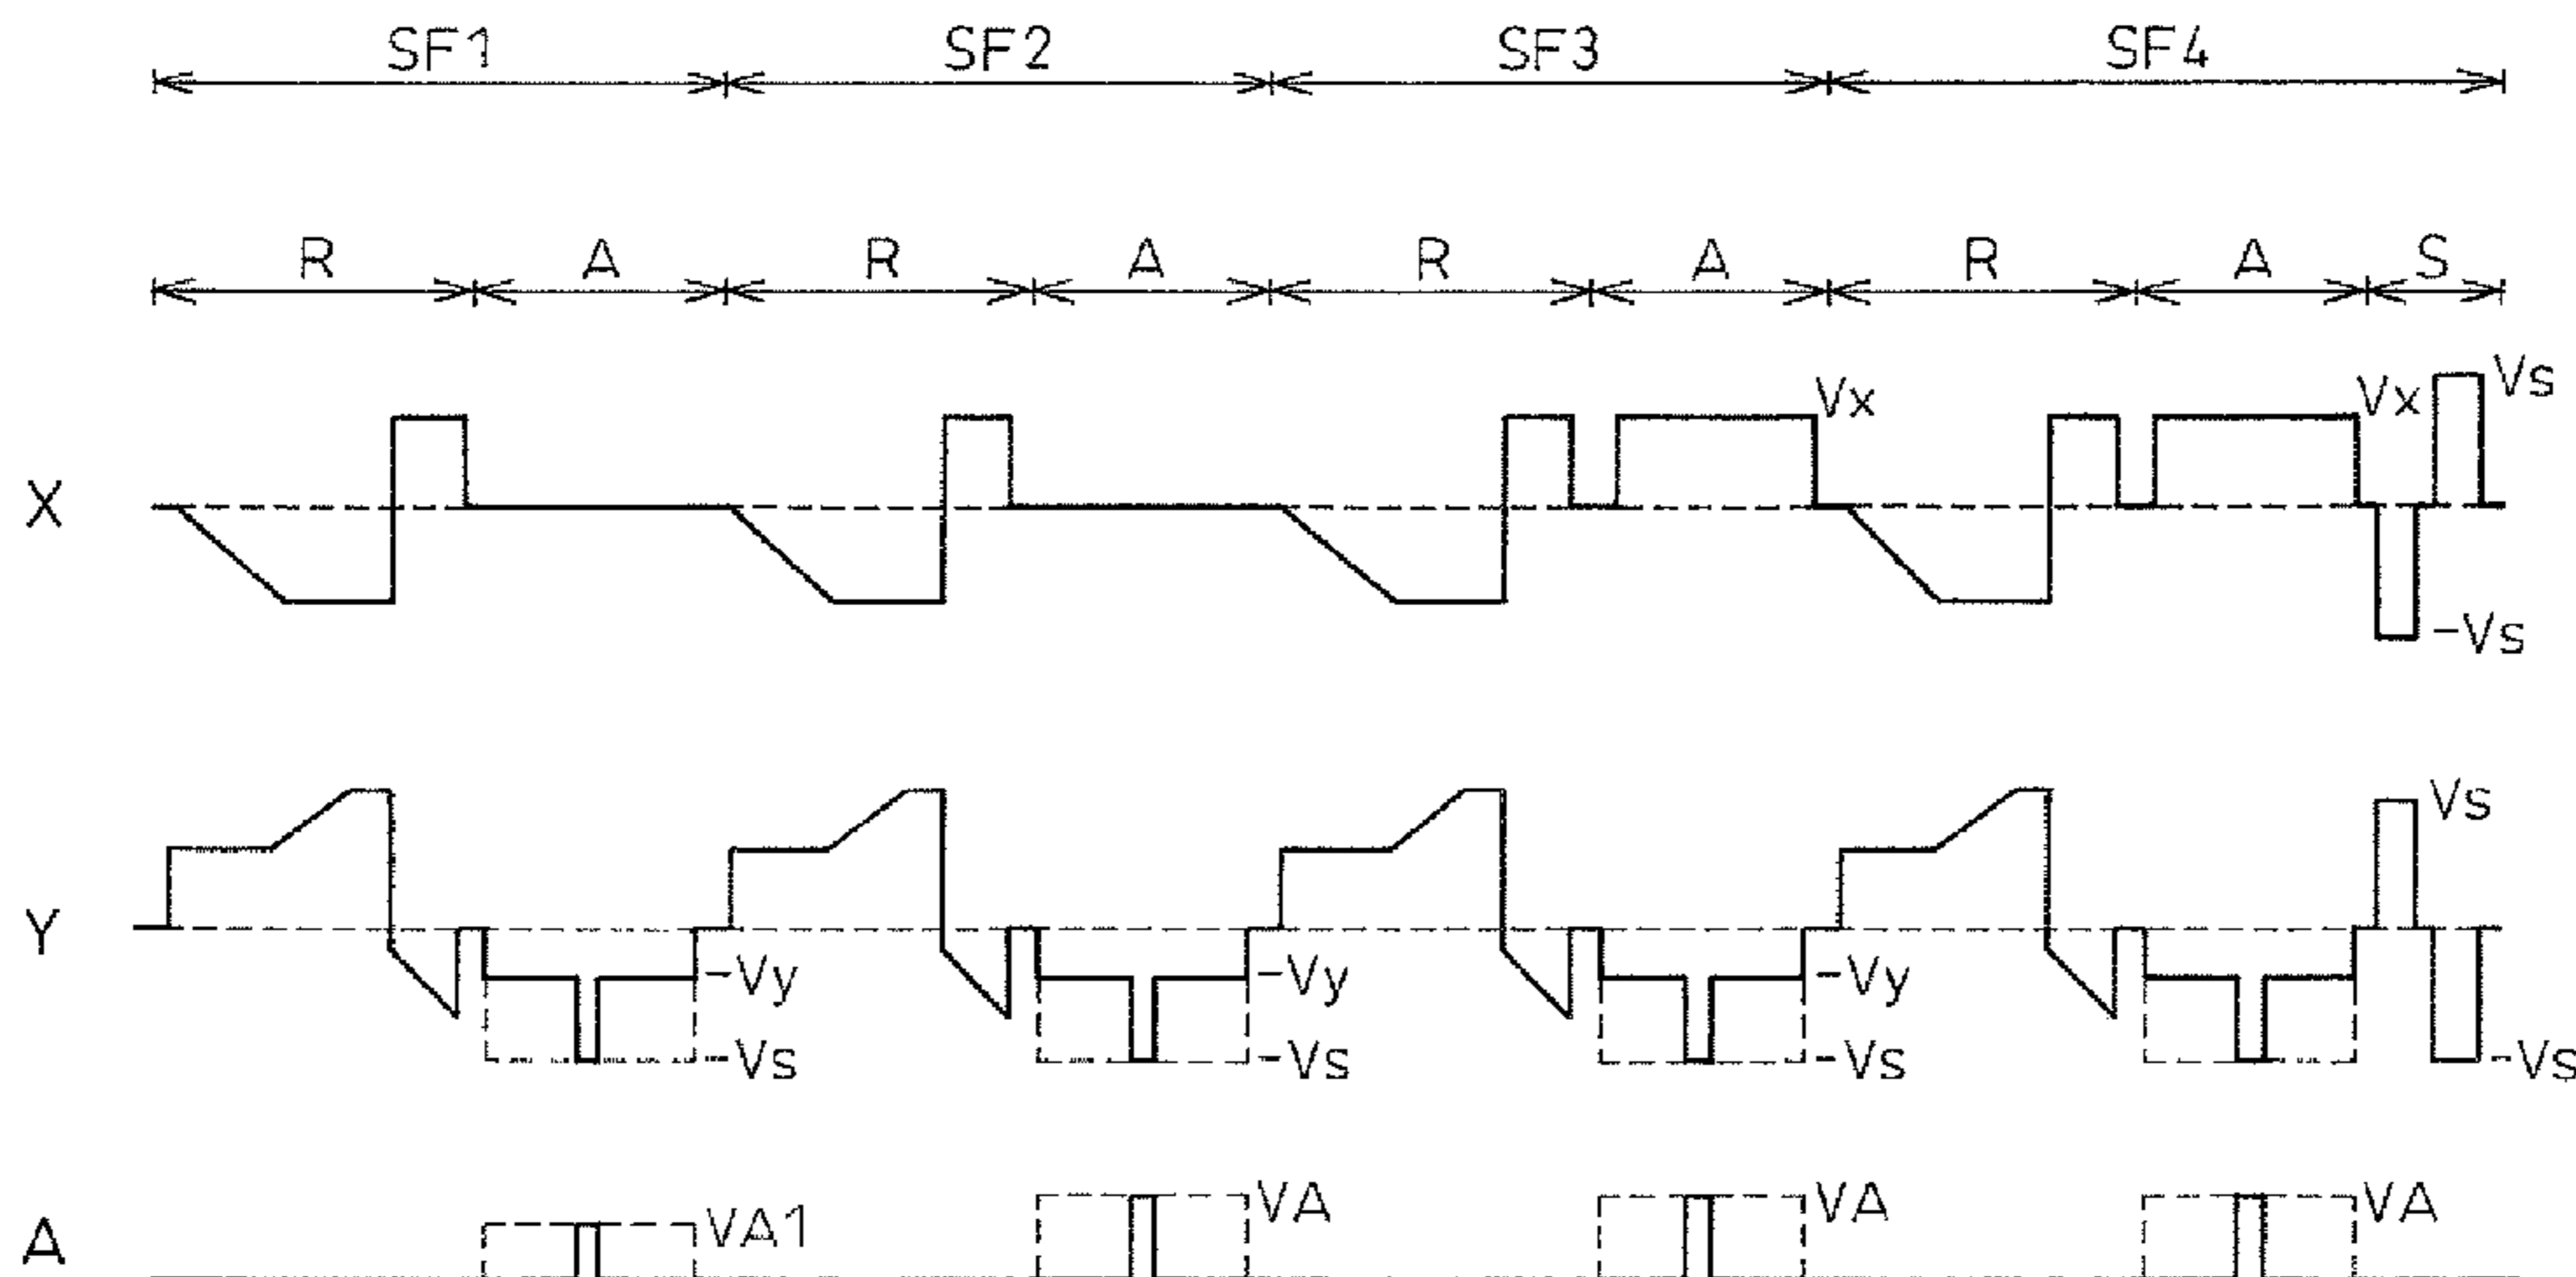 SF1 SF2 SF3 SF4
R A R A R A R A S
X Vx Vx Vs
-Vs
Y Vs
-Vy -Vy -Vy
-Vs -Vs -Vs -Vs
A VA1 VA VA VA